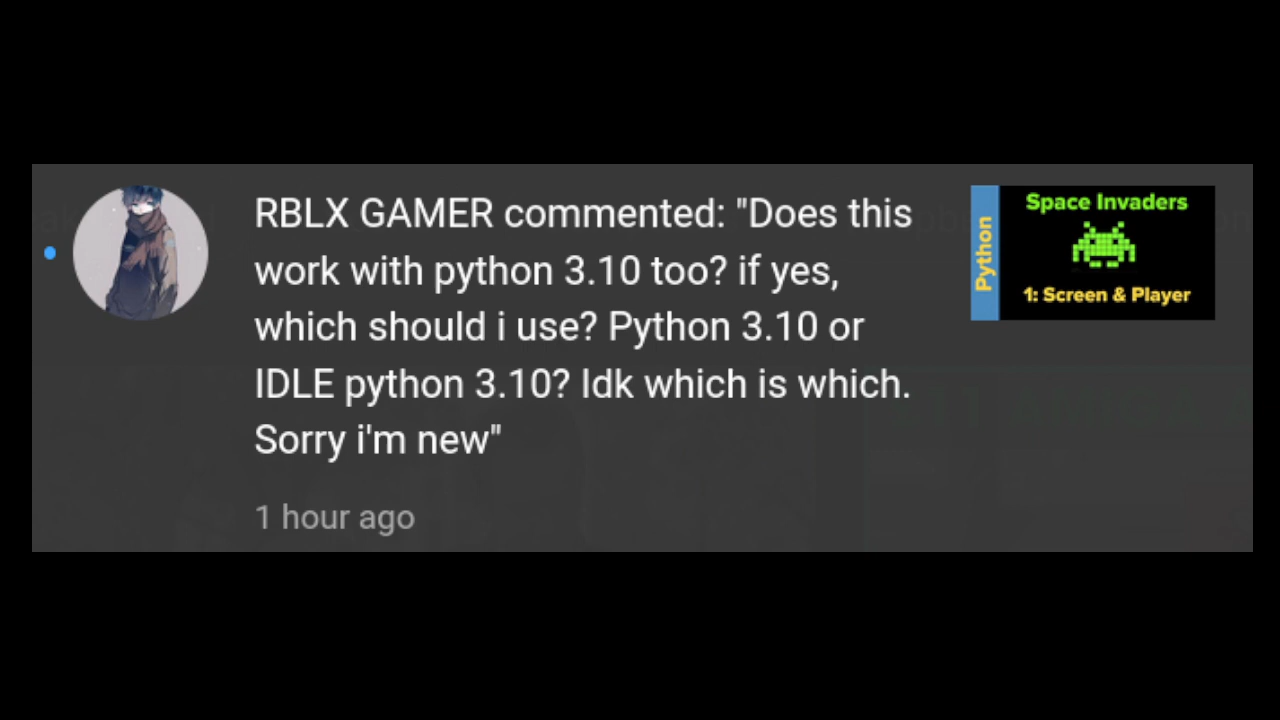 RBLX GAMER commented: "Does this
work with python 3.10 too? if yes,
which should i use? Python 3.10 or
IDLE python 3.10? Idk which is which.
Sorry i'm new"
1 hour ago
Python
Space Invaders
1: Screen & Player